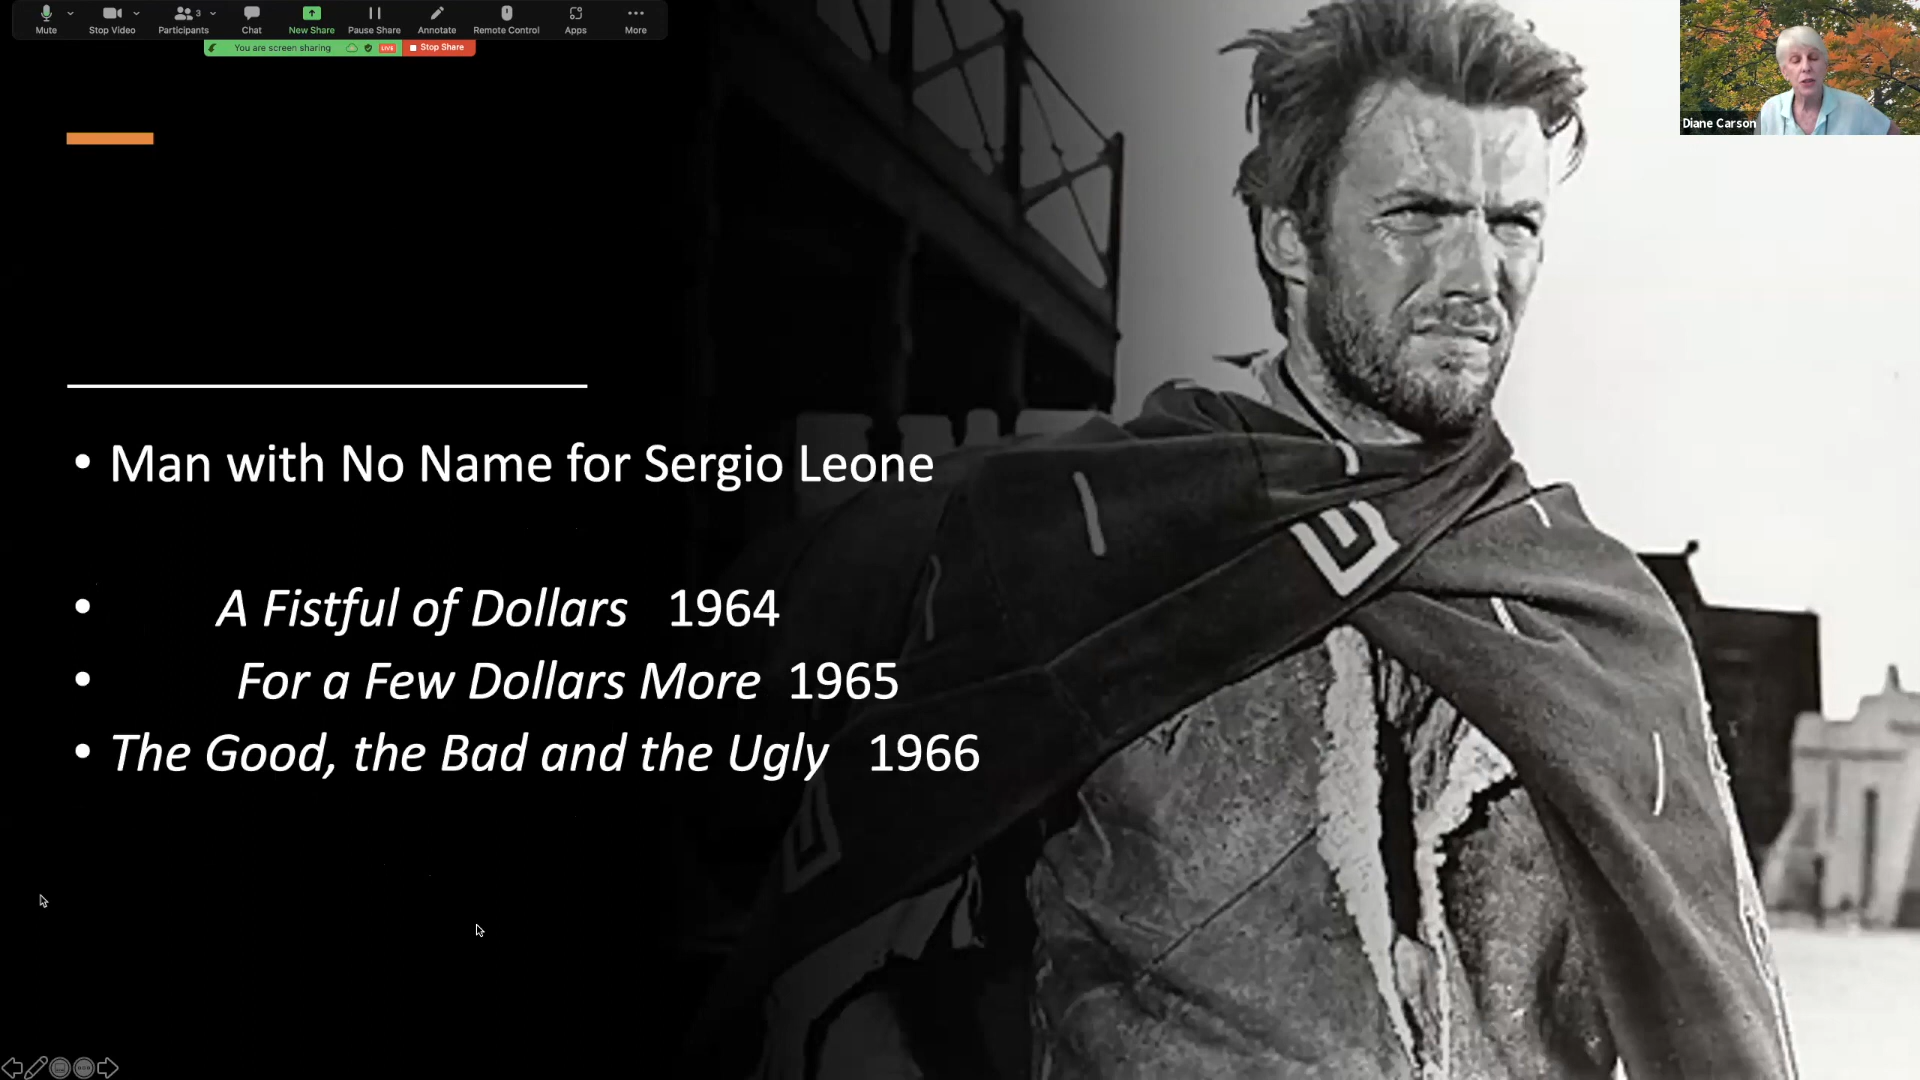 Mute
Stop Video
Participants 3
Chat
New Share
Pause Share
Annotate
Remote Control
Apps
More
You are screen sharing LIVE Stop Share
Diane Carson
• Man with No Name for Sergio Leone
• A Fistful of Dollars 1964
• For a Few Dollars More 1965
• The Good, the Bad and the Ugly 1966